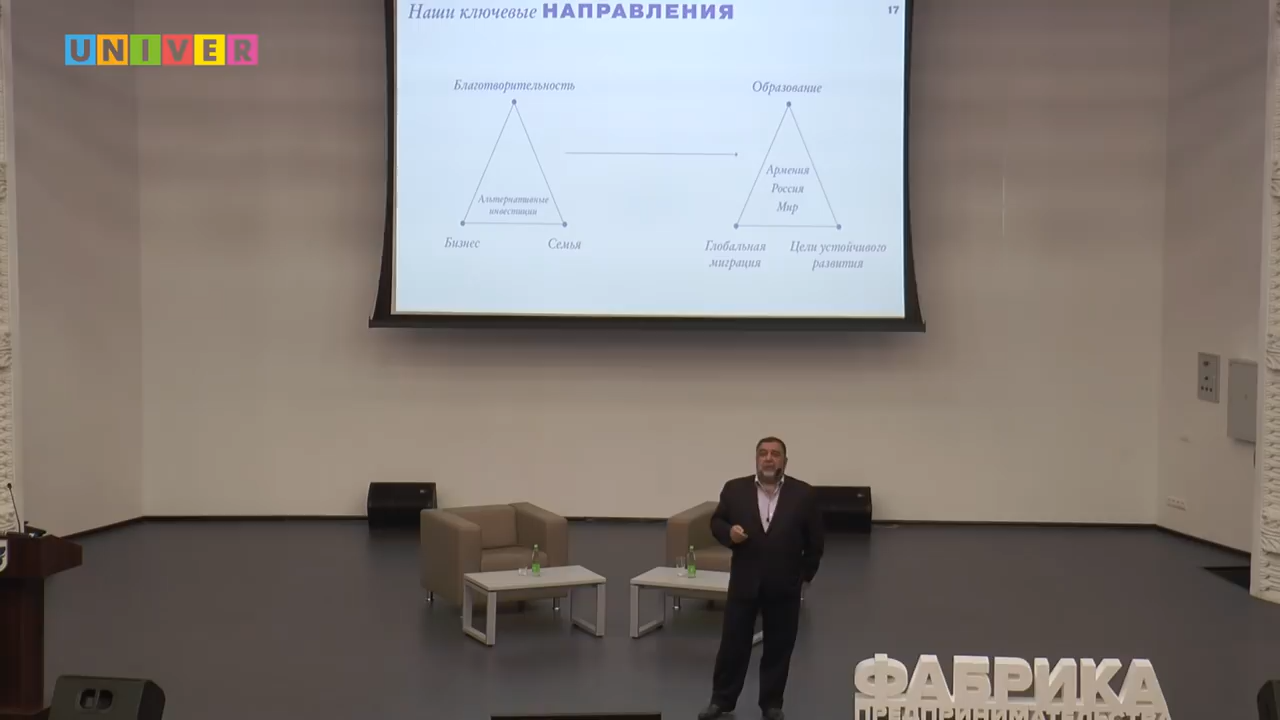 Наши ключевые НАПРАВЛЕНИЯ
17
UNIVER
Благотворительность
Образование
Армения
Россия
Мир
Альтернативные
инвестиции
Бизнес
Семья
Глобальная
миграция
Цели устойчивого
развития
ФАБРИКА
ПРЕДПРИНИМАТЕЛЬСТВА